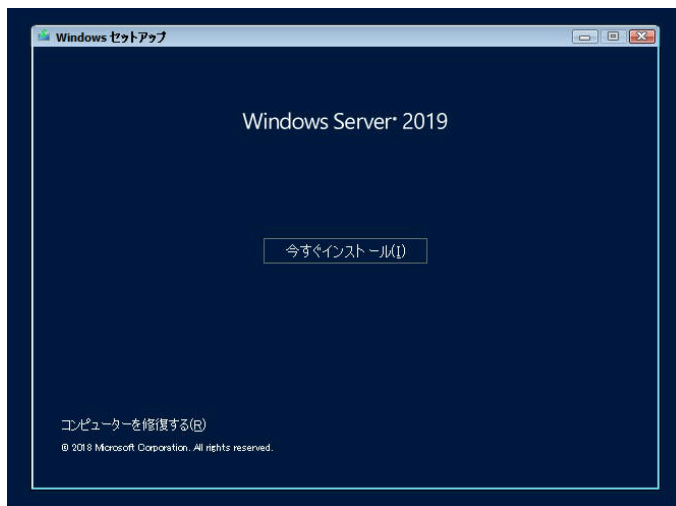 Windows セットアップ
Windows Server® 2019
今すぐインストール(I)
コンピューターを修復する(R)
© 2018 Microsoft Corporation. All rights reserved.